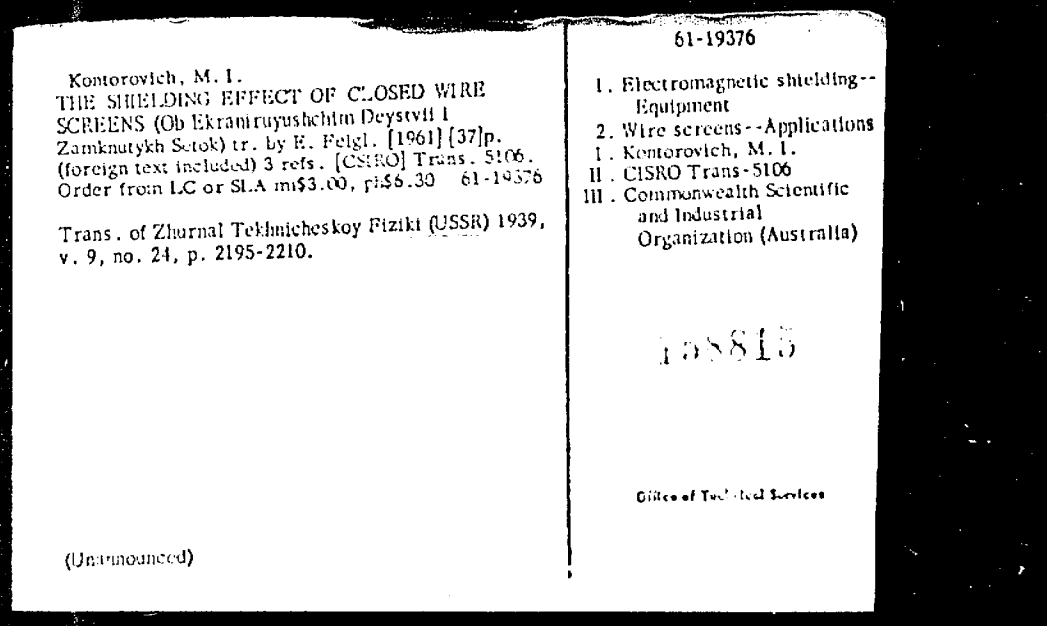 Kontorovich, M. I.
THE SHIELDING EFFECT OF CLOSED WIRE
SCREENS (Ob Ekraniruyushchim Deystvii I
Zamknutykh Setok) tr. by E. Felgl. [1961] [37]p.
(foreign text included) 3 refs. [CSIRO] Trans. 5106.
Order from LC or SLA mi$3.00, ph$6.30 61-19376
Trans. of Zhurnal Tekhnicheskoy Fiziki (USSR) 1939,
v. 9, no. 24, p. 2195-2210.
(Unannounced)
61-19376
1. Electromagnetic shielding--
Equipment
2. Wire screens--Applications
I. Kontorovich, M. I.
II. CISRO Trans-5106
III. Commonwealth Scientific
and Industrial
Organization (Australia)
158815
Office of Technical Services